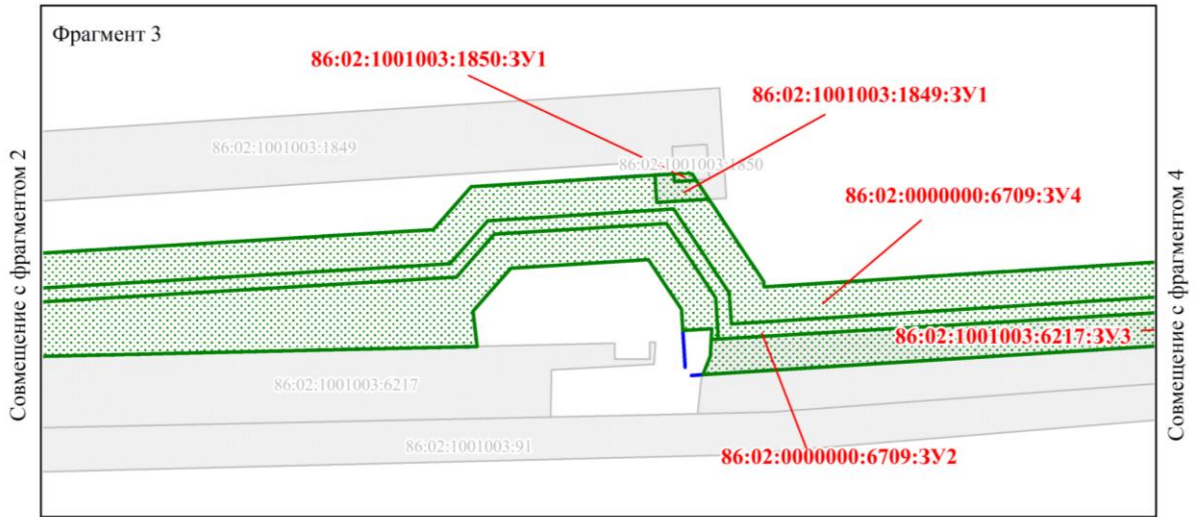 Фрагмент 3
86:02:1001003:1850:ЗУ1
86:02:1001003:1849:ЗУ1
86:02:1001003:1849
86:02:1001003:1850
86:02:0000000:6709:ЗУ4
Совмещение с фрагментом 2
Совмещение с фрагментом 4
86:02:1001003:6217:ЗУ3
86:02:1001003:6217
86:02:1001003:91
86:02:0000000:6709:ЗУ2